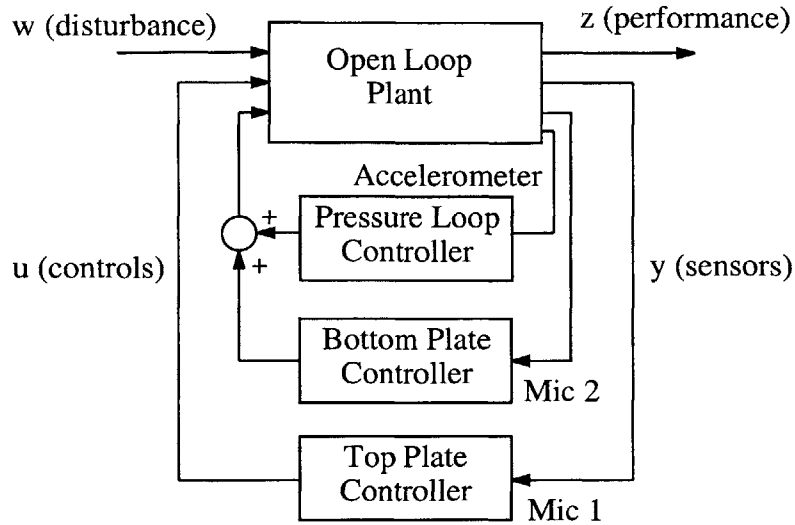 w (disturbance)
z (performance)
Open Loop
Plant
Accelerometer
+
Pressure Loop
Controller
+
u (controls)
y (sensors)
Bottom Plate
Controller
Mic 2
Top Plate
Controller
Mic 1